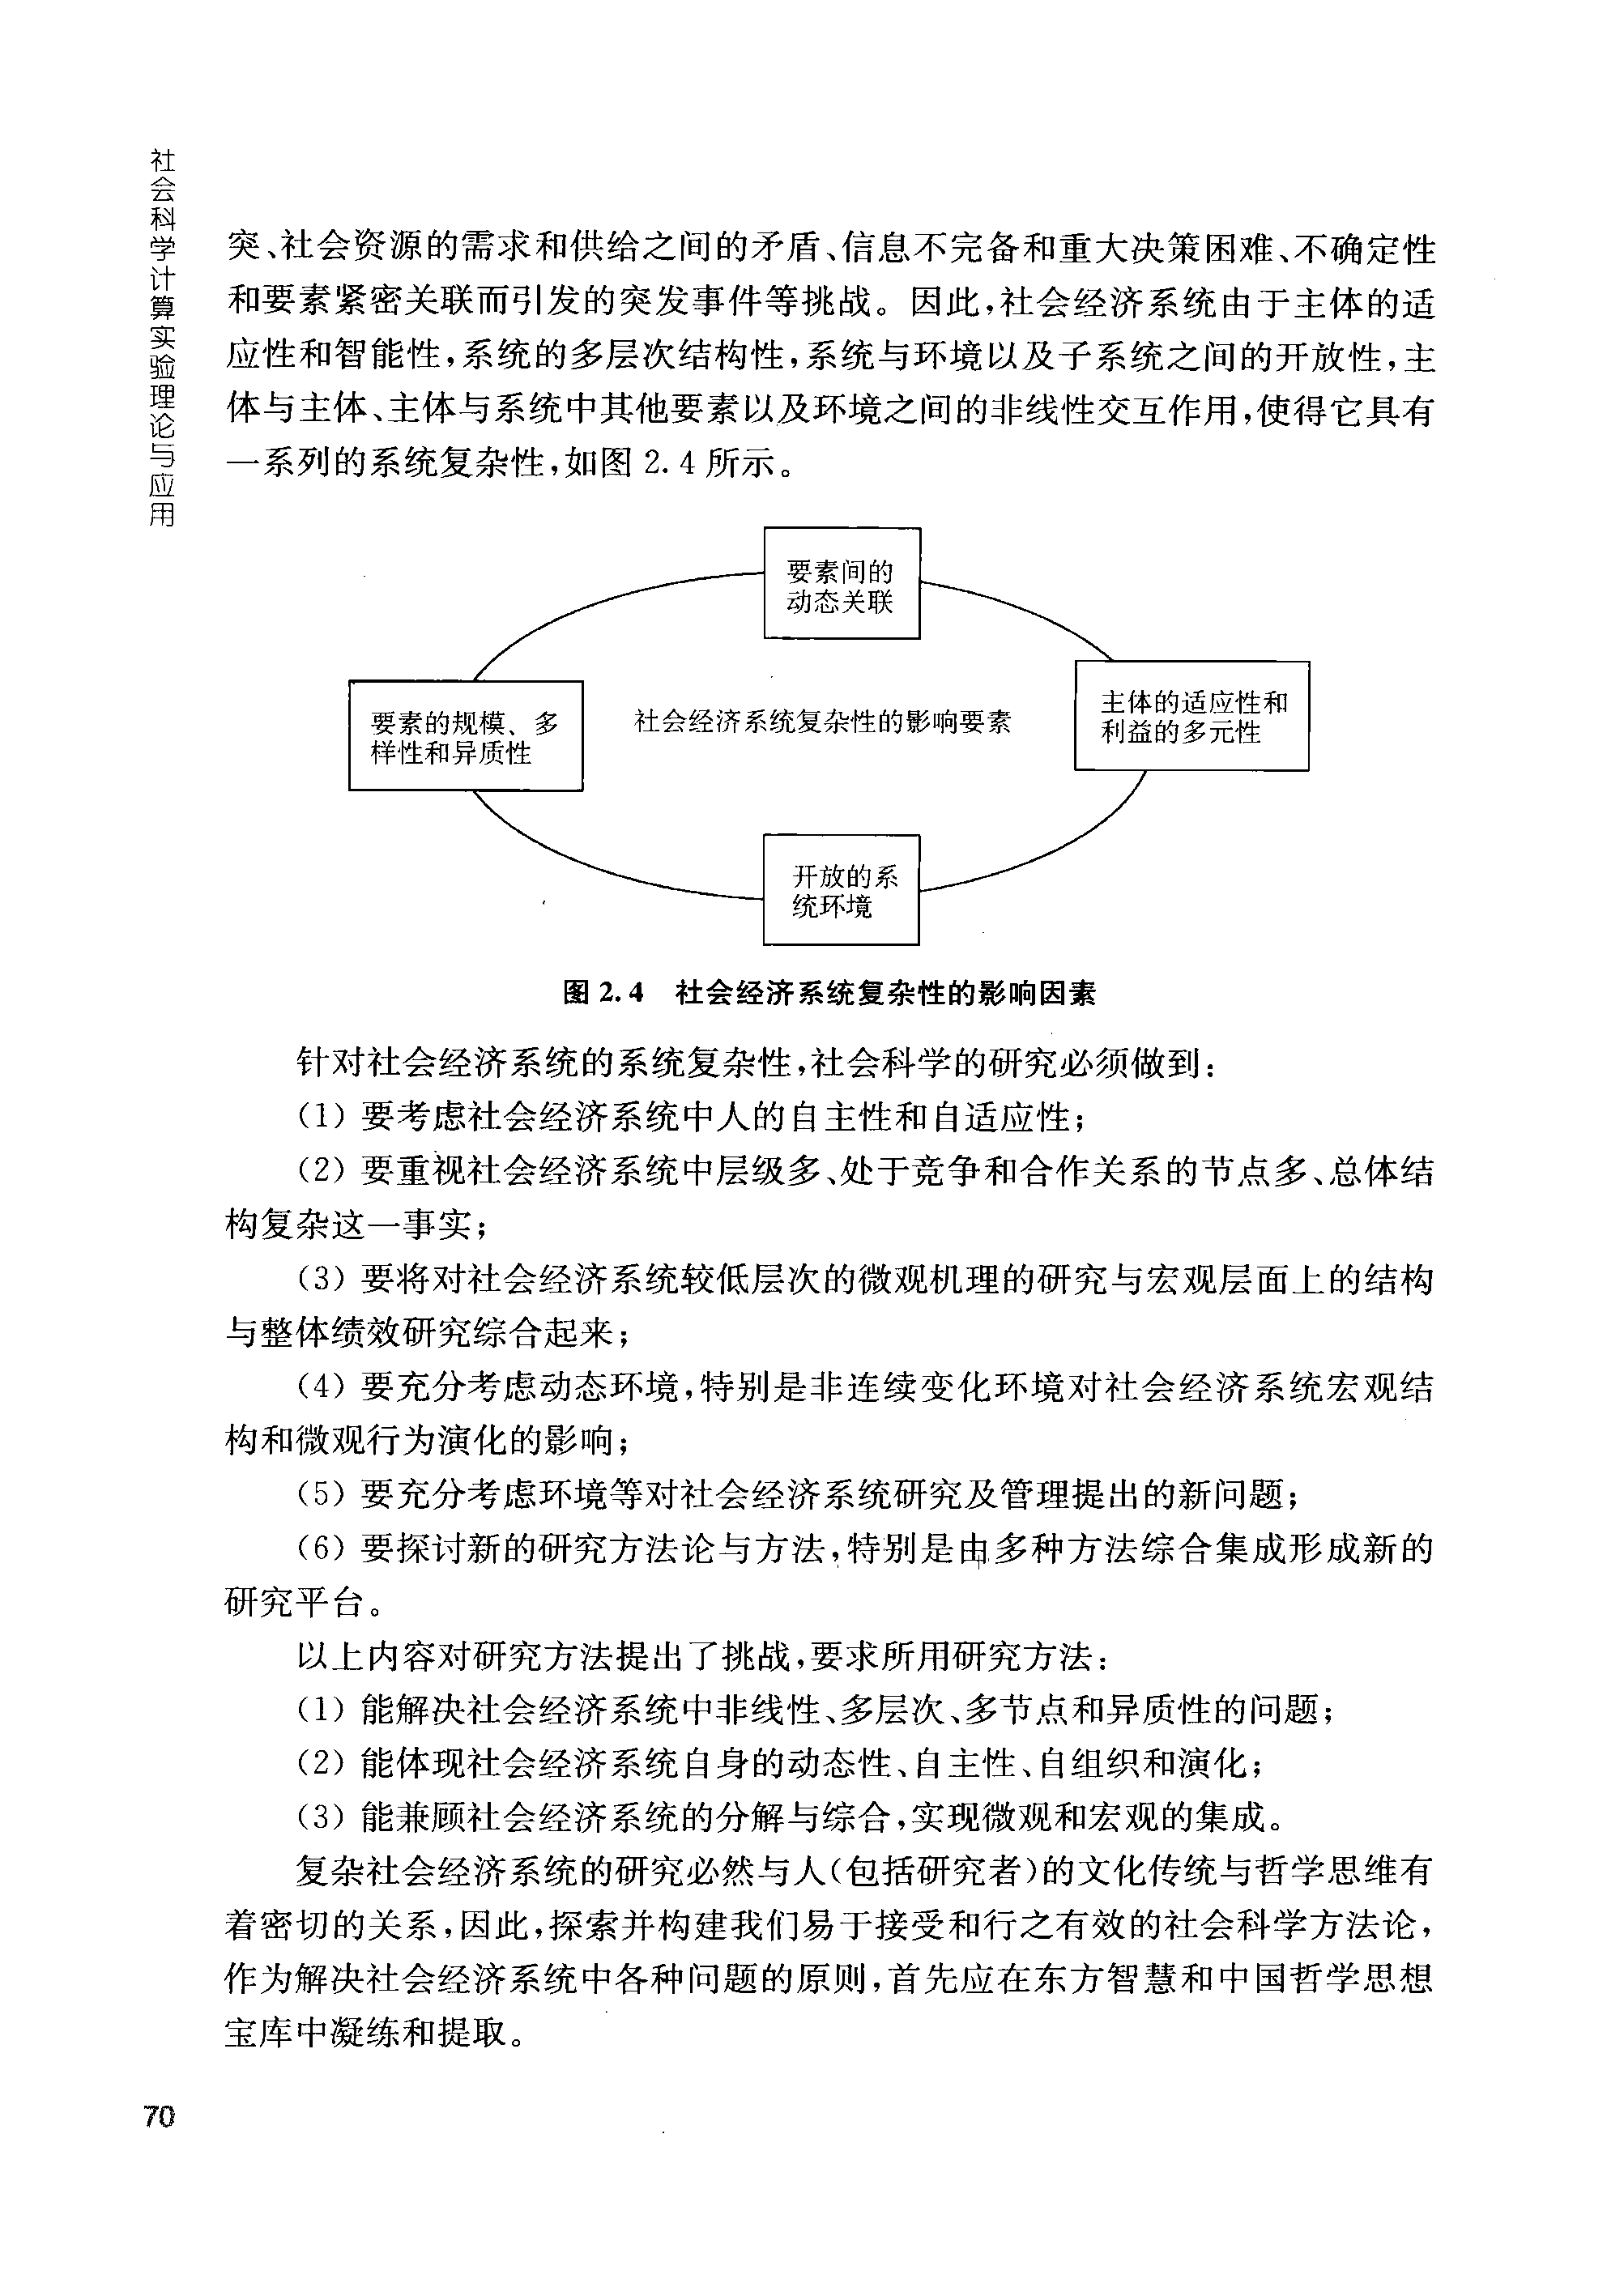 社会科学计算实验理论与应用
突、社会资源的需求和供给之间的矛盾、信息不完备和重大决策困难、不确定性
和要素紧密关联而引发的突发事件等挑战。因此,社会经济系统由于主体的适
应性和智能性,系统的多层次结构性,系统与环境以及子系统之间的开放性,主
体与主体、主体与系统中其他要素以及环境之间的非线性交互作用,使得它具有
一系列的系统复杂性,如图 2.4 所示。
要素间的
动态关联
要素的规模、多
样性和异质性
社会经济系统复杂性的影响要素
主体的适应性和
利益的多元性
开放的系
统环境
图 2.4 社会经济系统复杂性的影响因素
针对社会经济系统的系统复杂性,社会科学的研究必须做到:
(1) 要考虑社会经济系统中人的自主性和自适应性;
(2) 要重视社会经济系统中层级多、处于竞争和合作关系的节点多、总体结
构复杂这一事实;
(3) 要将对社会经济系统较低层次的微观机理的研究与宏观层面上的结构
与整体绩效研究综合起来;
(4) 要充分考虑动态环境,特别是非连续变化环境对社会经济系统宏观结
构和微观行为演化的影响;
(5) 要充分考虑环境等对社会经济系统研究及管理提出的新问题;
(6) 要探讨新的研究方法论与方法,特别是由多种方法综合集成形成新的
研究平台。
以上内容对研究方法提出了挑战,要求所用研究方法:
(1) 能解决社会经济系统中非线性、多层次、多节点和异质性的问题;
(2) 能体现社会经济系统自身的动态性、自主性、自组织和演化;
(3) 能兼顾社会经济系统的分解与综合,实现微观和宏观的集成。
复杂社会经济系统的研究必然与人(包括研究者)的文化传统与哲学思维有
着密切的关系,因此,探索并构建我们易于接受和行之有效的社会科学方法论,
作为解决社会经济系统中各种问题的原则,首先应在东方智慧和中国哲学思想
宝库中凝练和提取。
70